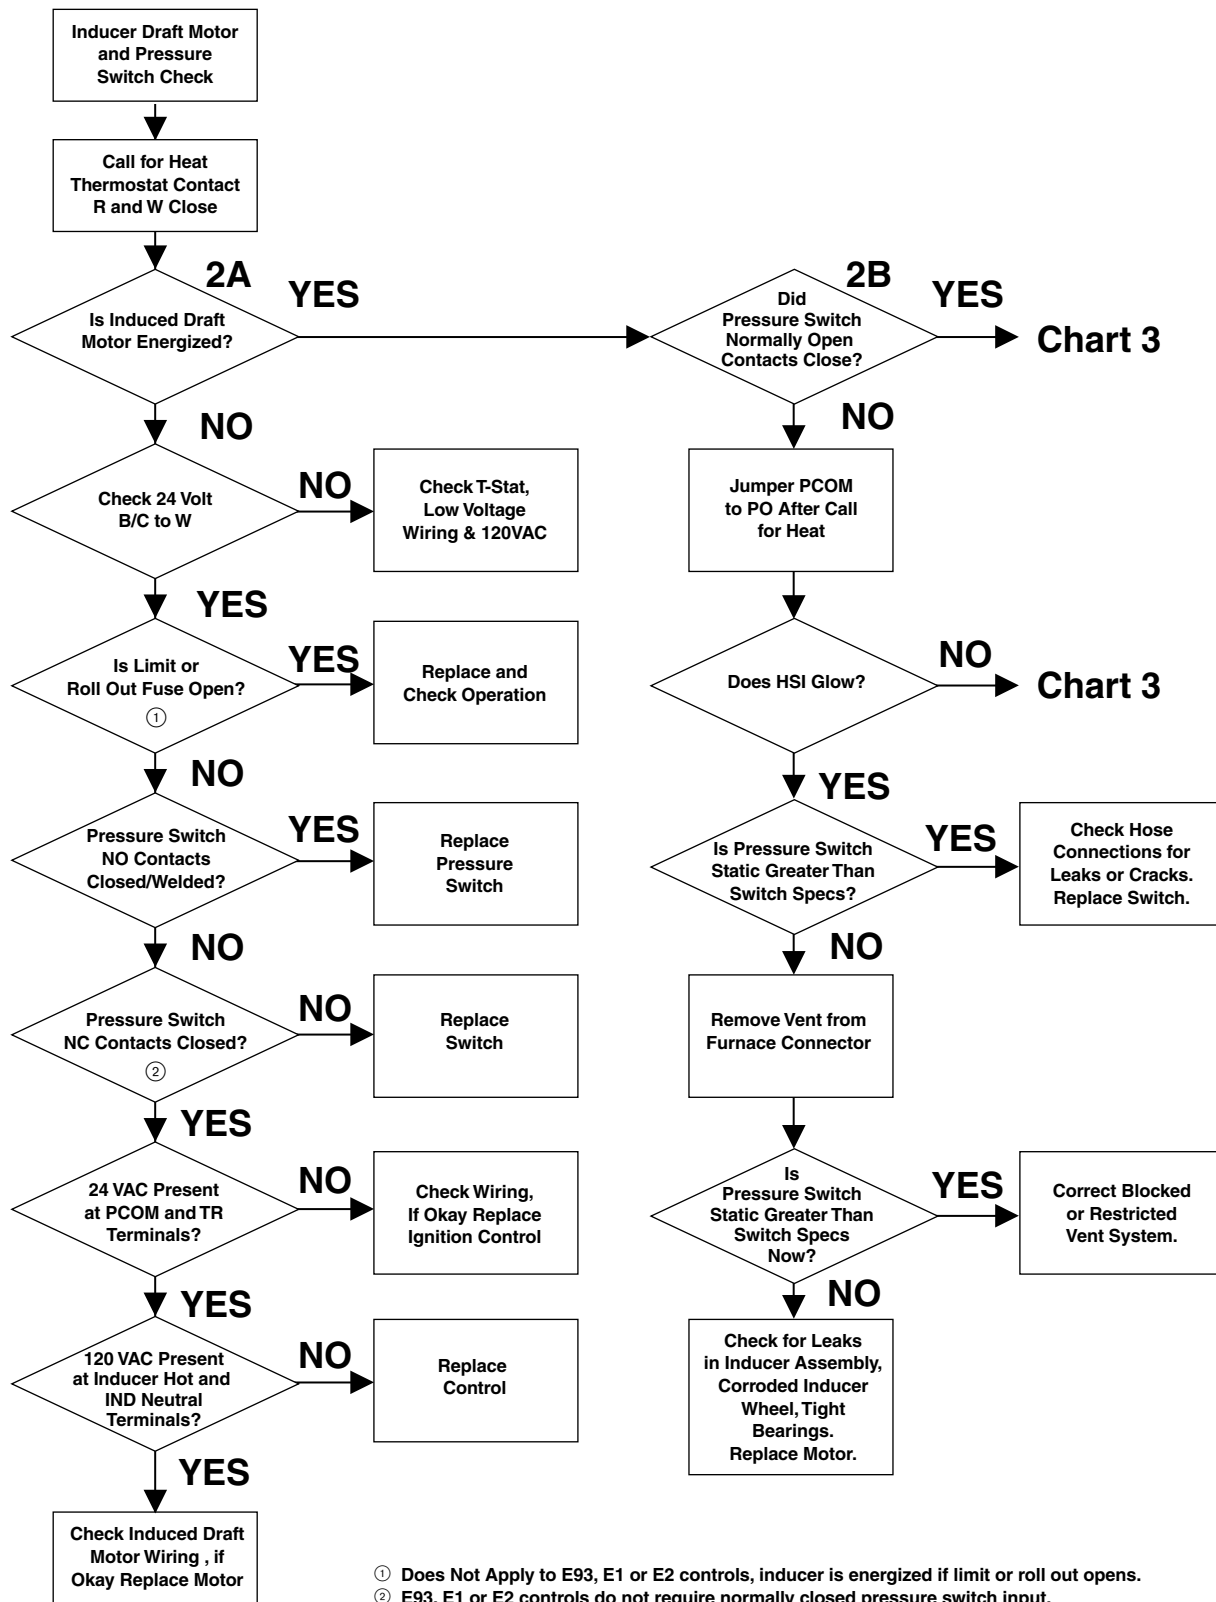 Inducer Draft Motor
and Pressure
Switch Check
Call for Heat
Thermostat Contact
R and W Close
2A
Is Induced Draft
Motor Energized?
YES
NO
2B
Did
Pressure Switch
Normally Open
Contacts Close?
YES
Chart 3
NO
Check 24 Volt
B/C to W
NO
Check T-Stat,
Low Voltage
Wiring & 120VAC
YES
Jumper PCOM
to PO After Call
for Heat
Is Limit or
Roll Out Fuse Open?
①
YES
Replace and
Check Operation
NO
Does HSI Glow?
NO
Chart 3
YES
Pressure Switch
NO Contacts
Closed/Welded?
YES
Replace
Pressure
Switch
NO
Is Pressure Switch
Static Greater Than
Switch Specs?
YES
Check Hose
Connections for
Leaks or Cracks.
Replace Switch.
NO
Pressure Switch
NC Contacts Closed?
②
NO
Replace
Switch
YES
Remove Vent from
Furnace Connector
24 VAC Present
at PCOM and TR
Terminals?
NO
Check Wiring,
If Okay Replace
Ignition Control
YES
Is
Pressure Switch
Static Greater Than
Switch Specs
Now?
YES
Correct Blocked
or Restricted
Vent System.
NO
120 VAC Present
at Inducer Hot and
IND Neutral
Terminals?
NO
Replace
Control
YES
Check for Leaks
in Inducer Assembly,
Corroded Inducer
Wheel, Tight
Bearings.
Replace Motor.
Check Induced Draft
Motor Wiring , if
Okay Replace Motor
① Does Not Apply to E93, E1 or E2 controls, inducer is energized if limit or roll out opens.
② E93, E1 or E2 controls do not require normally closed pressure switch input.